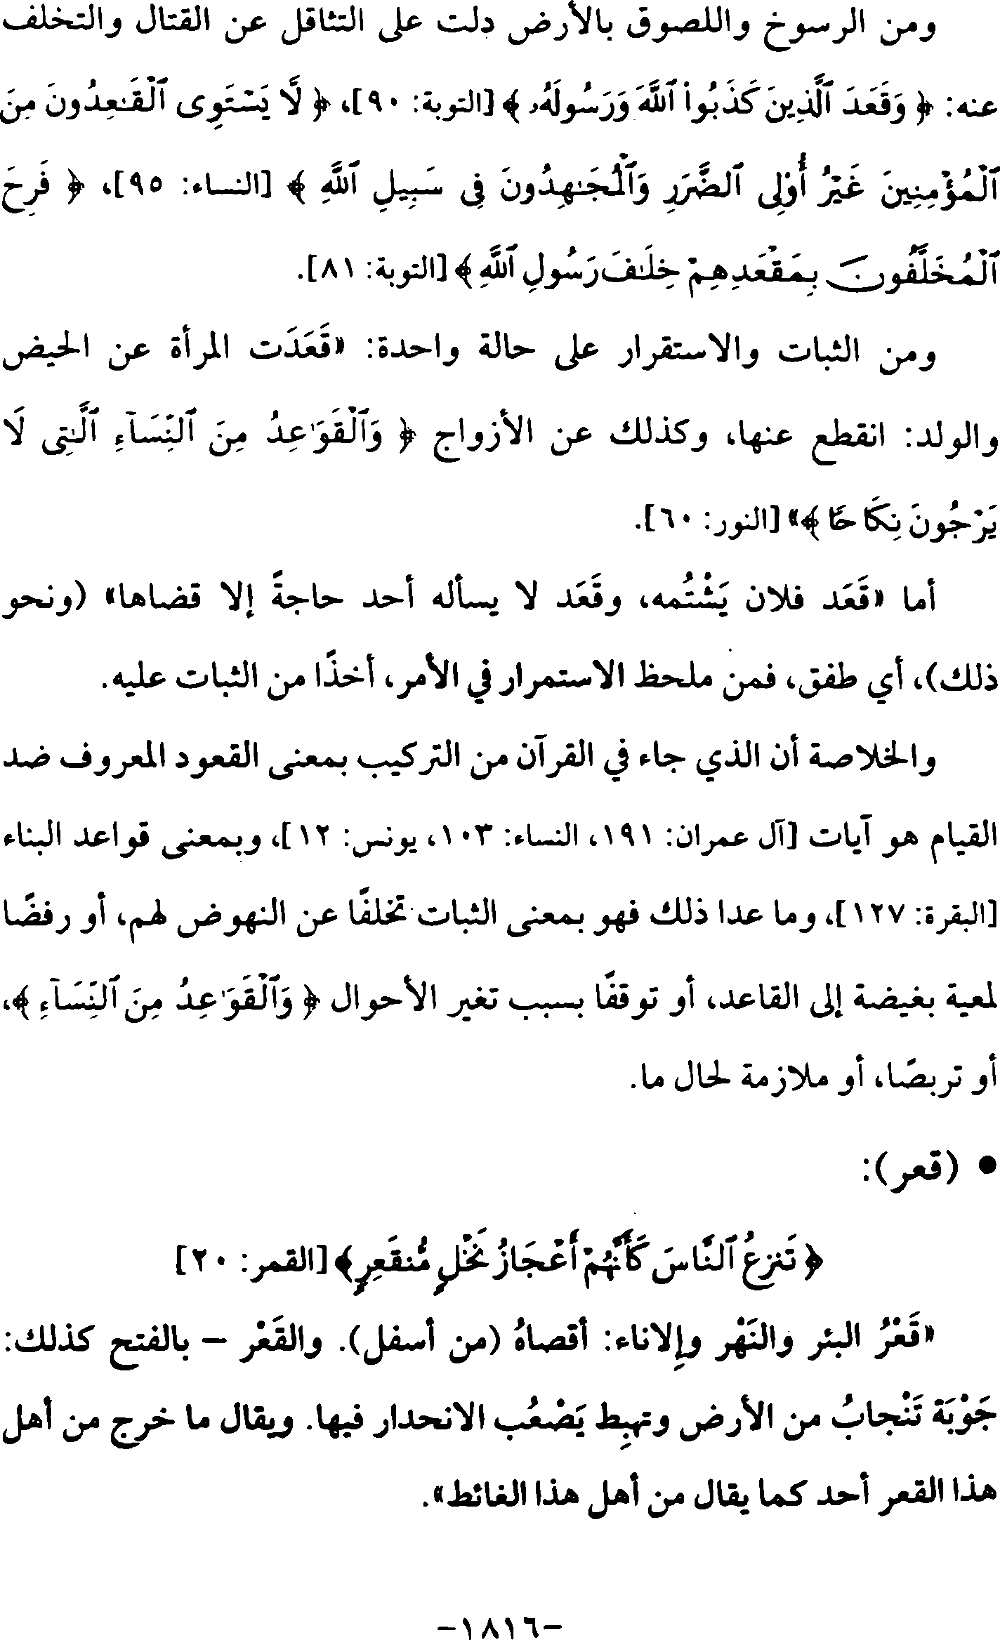 ومن الرسوخ واللصوق بالأرض دلت على التثاقل عن القتال والتخلف
عنه: ﴿ وَقَعَدَ ٱلَّذِينَ كَذَبُوا۟ ٱللَّهَ وَرَسُولَهُۥ ﴾ [التوبة: ٩٠]، ﴿ لَّا يَسْتَوِى ٱلْقَـٰعِدُونَ مِنَ
ٱلْمُؤْمِنِينَ غَيْرُ أُو۟لِى ٱلضَّرَرِ وَٱلْمُجَـٰهِدُونَ فِى سَبِيلِ ٱللَّهِ ﴾ [النساء: ٩٥]، ﴿ فَرِحَ
ٱلْمُخَلَّفُونَ بِمَقْعَدِهِمْ خِلَـٰفَ رَسُولِ ٱللَّهِ ﴾ [التوبة: ٨١].
ومن الثبات والاستقرار على حالة واحدة: «قَعَدَت المرأة عن الحيض
والولد: انقطع عنها، وكذلك عن الأزواج ﴿ وَٱلْقَوَٰعِدُ مِنَ ٱلنِّسَآءِ ٱلَّـٰتِى لَا
يَرْجُونَ نِكَاحًا ﴾» [النور: ٦٠].
أما «قَعَد فلان يَشْتُمه، وقَعَد لا يسأله أحد حاجةً إلا قضاها» (ونحو
ذلك)، أي طفق، فمن ملحظ الاستمرار في الأمر، أخذًا من الثبات عليه.
والخلاصة أن الذي جاء في القرآن من التركيب بمعنى القعود المعروف ضد
القيام هو آيات [آل عمران: ١٩١، النساء: ١٠٣، يونس: ١٢]، وبمعنى قواعد البناء
[البقرة: ١٢٧]، وما عدا ذلك فهو بمعنى الثبات تخلفًا عن النهوض لهم، أو رفضًا
لمعية بغيضة إلى القاعد، أو توقفًا بسبب تغير الأحوال ﴿ وَٱلْقَوَٰعِدُ مِنَ ٱلنِّسَآءِ ﴾،
أو تربصًا، أو ملازمة لحال ما.
• (قعر):
﴿ تَنزِعُ ٱلنَّاسَ كَأَنَّهُمْ أَعْجَازُ نَخْلٍ مُّنقَعِرٍ ﴾ [القمر: ٢٠]
«قَعْرُ البئر والنَهْر والإناء: أقصاهُ (من أسفل). والقَعْر – بالفتح كذلك:
جَوْبَة تَنْجابُ من الأرض وتهبِط يَصْعُب الانحدار فيها. ويقال ما خرج من أهل
هذا القعر أحد كما يقال من أهل هذا الغائط».
-١٨١٦-